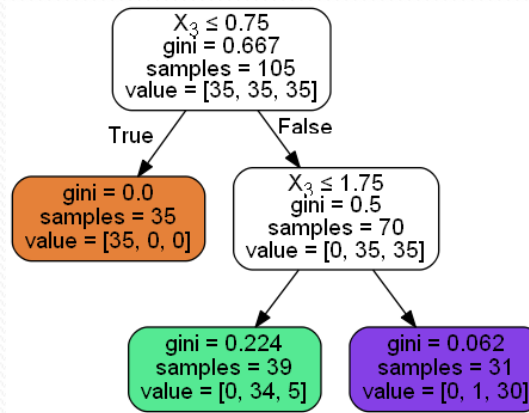 X₃ ≤ 0.75
gini = 0.667
samples = 105
value = [35, 35, 35]
True
False
gini = 0.0
samples = 35
value = [35, 0, 0]
X₃ ≤ 1.75
gini = 0.5
samples = 70
value = [0, 35, 35]
gini = 0.224
samples = 39
value = [0, 34, 5]
gini = 0.062
samples = 31
value = [0, 1, 30]